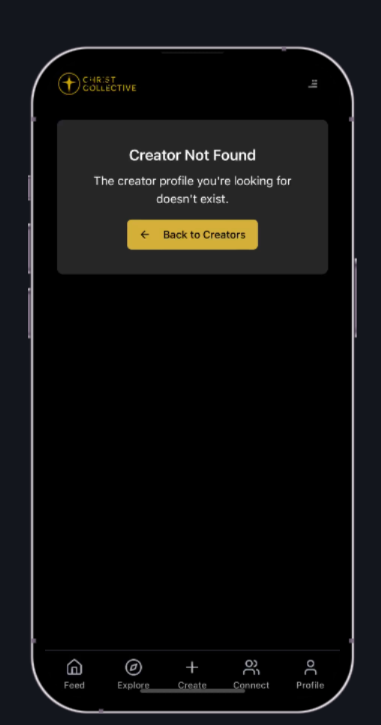 CHRIST
COLLECTIVE
Creator Not Found
The creator profile you're looking for
doesn't exist.
← Back to Creators
Feed Explore Create Connect Profile